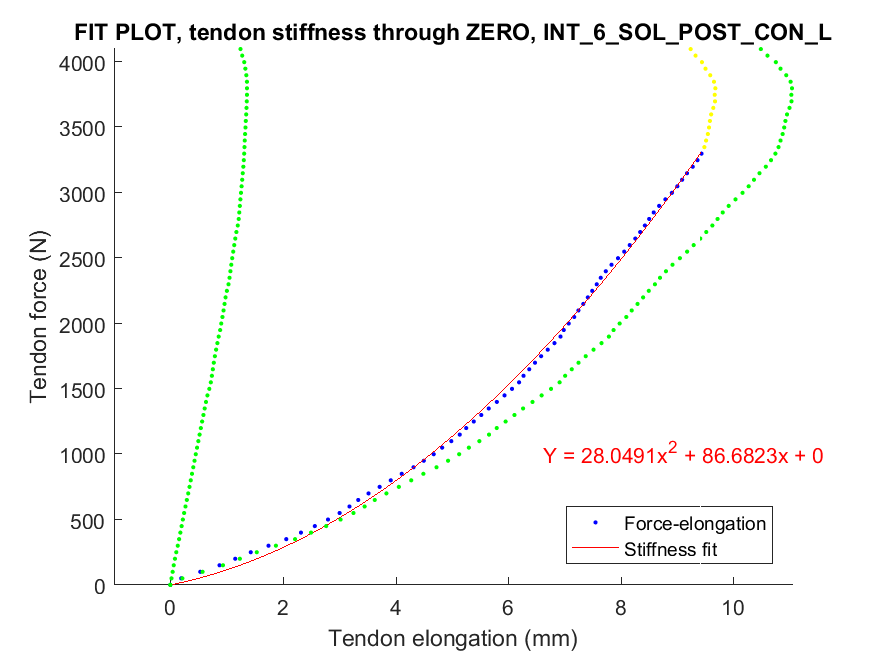 FIT PLOT, tendon stiffness through ZERO, INT_6_SOL_POST_CON_L
4000
3500
3000
2500
2000
1500
1000
500
0
Tendon force (N)
Y = 28.0491x² + 86.6823x + 0
Force-elongation
Stiffness fit
0 2 4 6 8 10
Tendon elongation (mm)